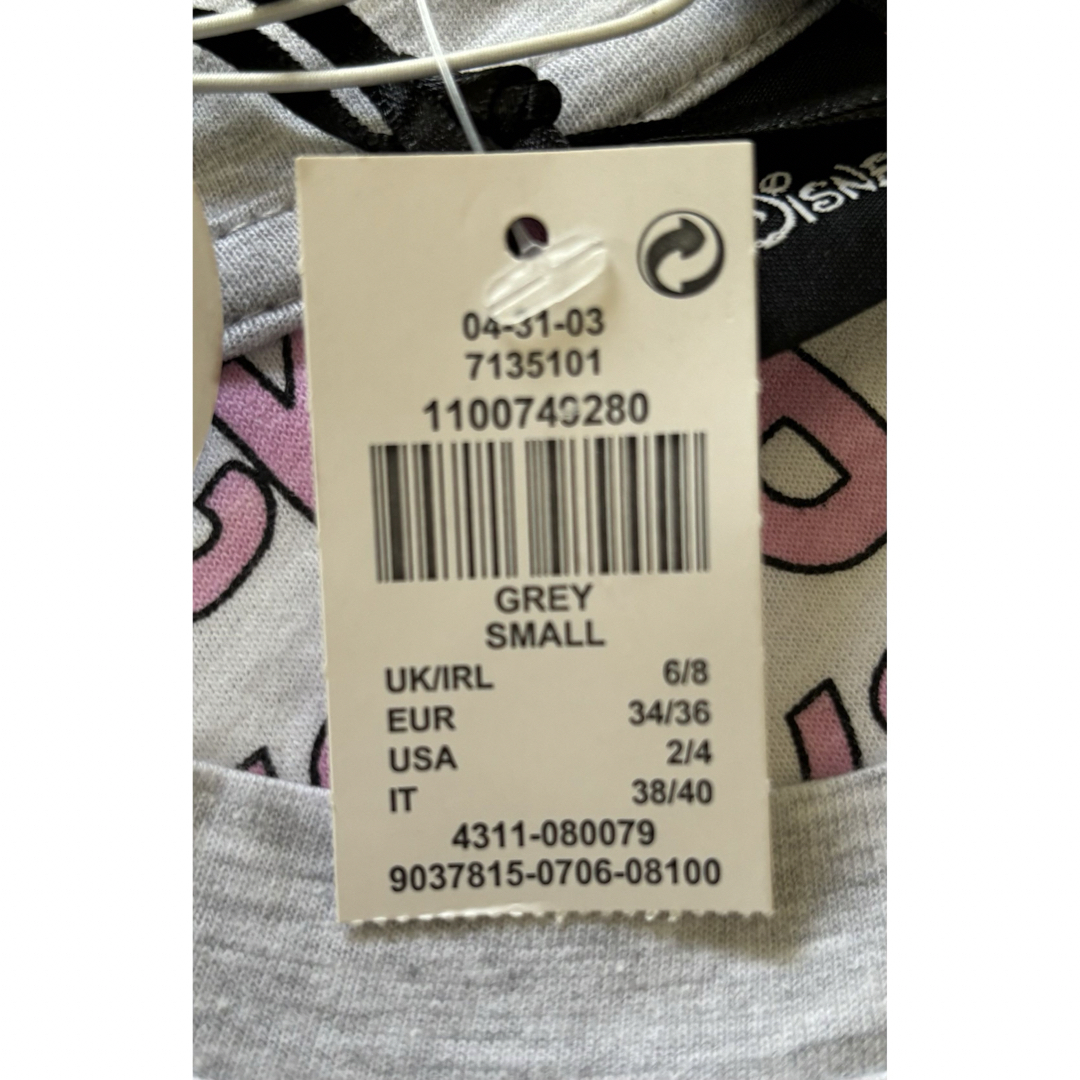 DISNE
04-31-03
7135101
1100749280
GREY
SMALL
UK/IRL 6/8
EUR 34/36
USA 2/4
IT 38/40
4311-080079
9037815-0706-08100